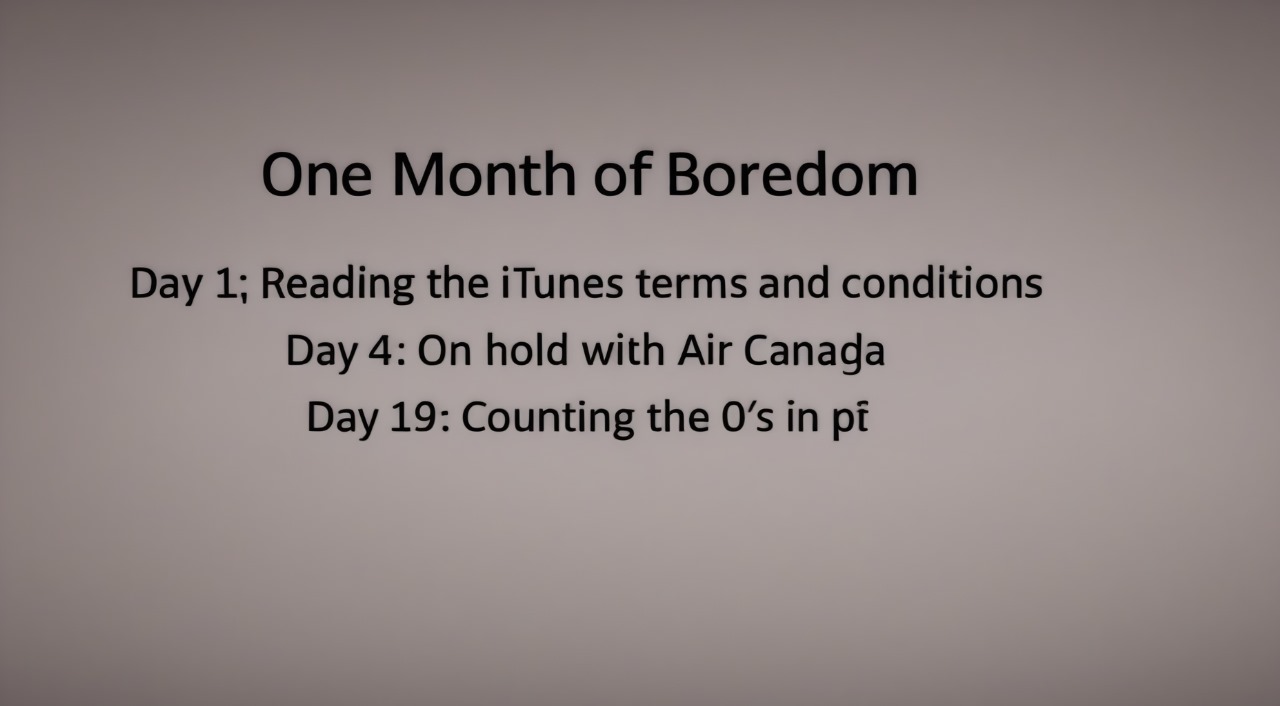 One Month of Boredom
Day 1; Reading the iTunes terms and conditions
Day 4: On hold with Air Canada
Day 19: Counting the 0's in